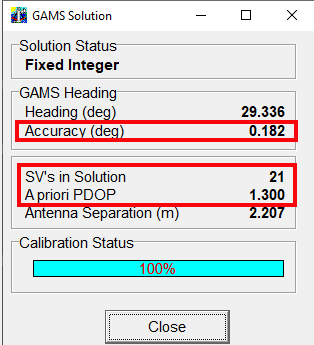 GAMS Solution
Solution Status
Fixed Integer
GAMS Heading
Heading (deg) 29.336
Accuracy (deg) 0.182
SV's in Solution 21
A priori PDOP 1.300
Antenna Separation (m) 2.207
Calibration Status
100%
Close